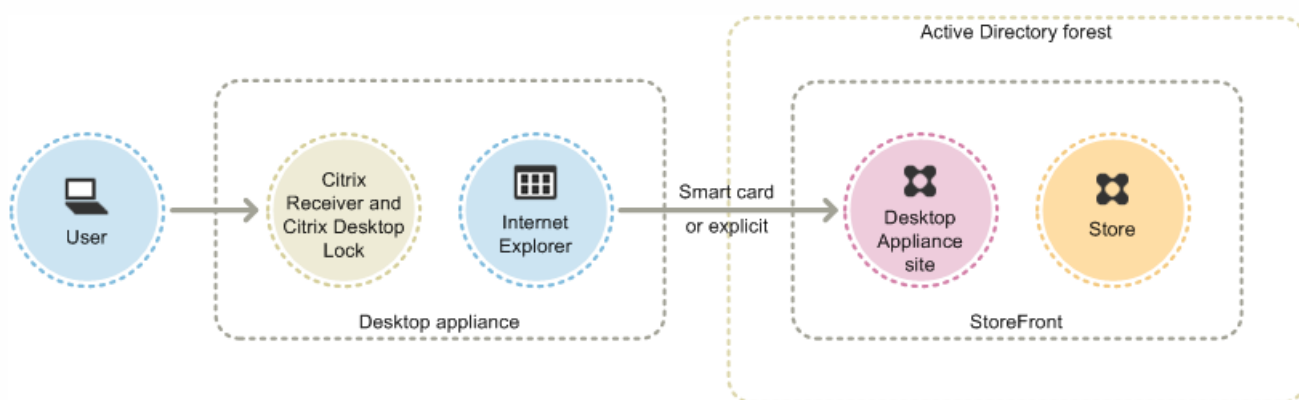 Active Directory forest
User
Citrix
Receiver and
Citrix Desktop
Lock
Internet
Explorer
Desktop appliance
Smart card
or explicit
Desktop
Appliance
site
Store
StoreFront